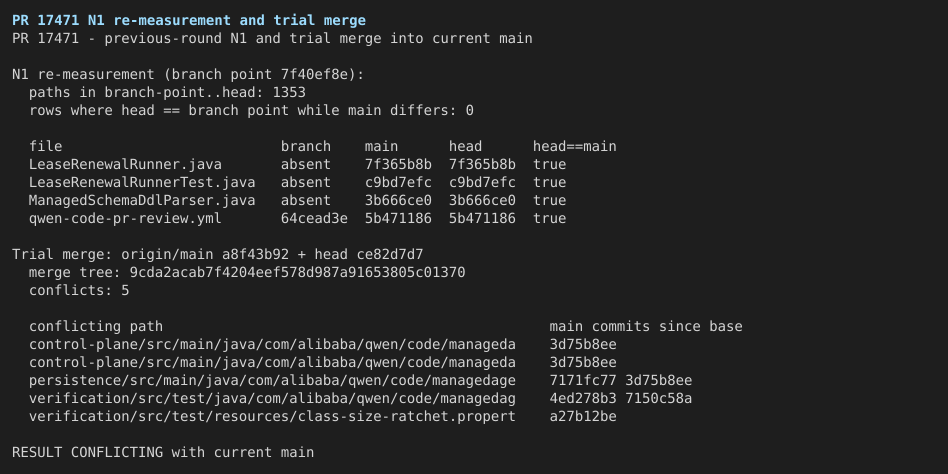 PR 17471 N1 re-measurement and trial merge
PR 17471 - previous-round N1 and trial merge into current main
N1 re-measurement (branch point 7f40ef8e):
paths in branch-point..head: 1353
rows where head == branch point while main differs: 0
file branch main head head==main
LeaseRenewalRunner.java absent 7f365b8b 7f365b8b true
LeaseRenewalRunnerTest.java absent c9bd7efc c9bd7efc true
ManagedSchemaDdlParser.java absent 3b666ce0 3b666ce0 true
qwen-code-pr-review.yml 64cead3e 5b471186 5b471186 true
Trial merge: origin/main a8f43b92 + head ce82d7d7
merge tree: 9cda2acab7f4204eef578d987a91653805c01370
conflicts: 5
conflicting path main commits since base
control-plane/src/main/java/com/alibaba/qwen/code/manageda 3d75b8ee
control-plane/src/main/java/com/alibaba/qwen/code/manageda 3d75b8ee
persistence/src/main/java/com/alibaba/qwen/code/managedage 7171fc77 3d75b8ee
verification/src/test/java/com/alibaba/qwen/code/managedag 4ed278b3 7150c58a
verification/src/test/resources/class-size-ratchet.propert a27b12be
RESULT CONFLICTING with current main